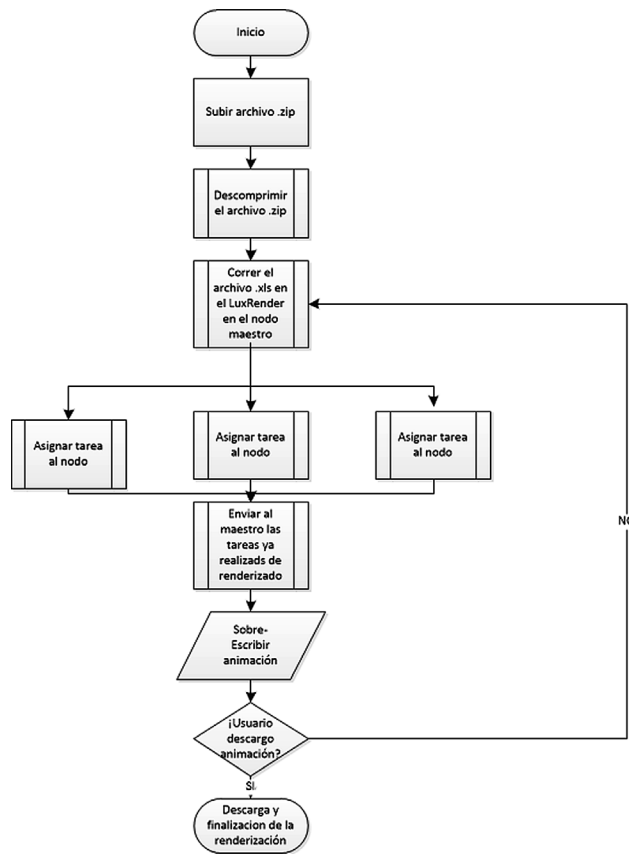 Inicio
Subir archivo .zip
Descomprimir
el archivo .zip
Correr el
archivo .xls en
el LuxRender
en el nodo
maestro
Asignar tarea
al nodo
Asignar tarea
al nodo
Asignar tarea
al nodo
Enviar al
maestro las
tareas ya
realizads de
renderizado
NO
Sobre-
Escribir
animación
¡Usuario
descargo
animación?
SI
Descarga y
finalizacion de la
renderización